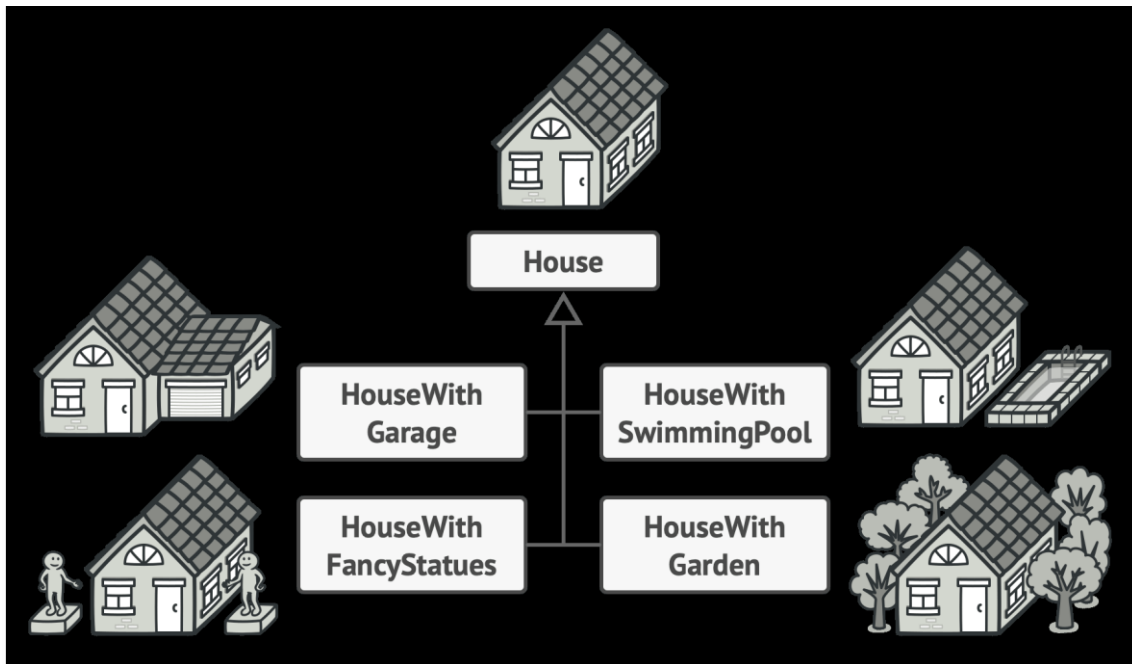 House
HouseWith
Garage
HouseWith
SwimmingPool
HouseWith
FancyStatues
HouseWith
Garden